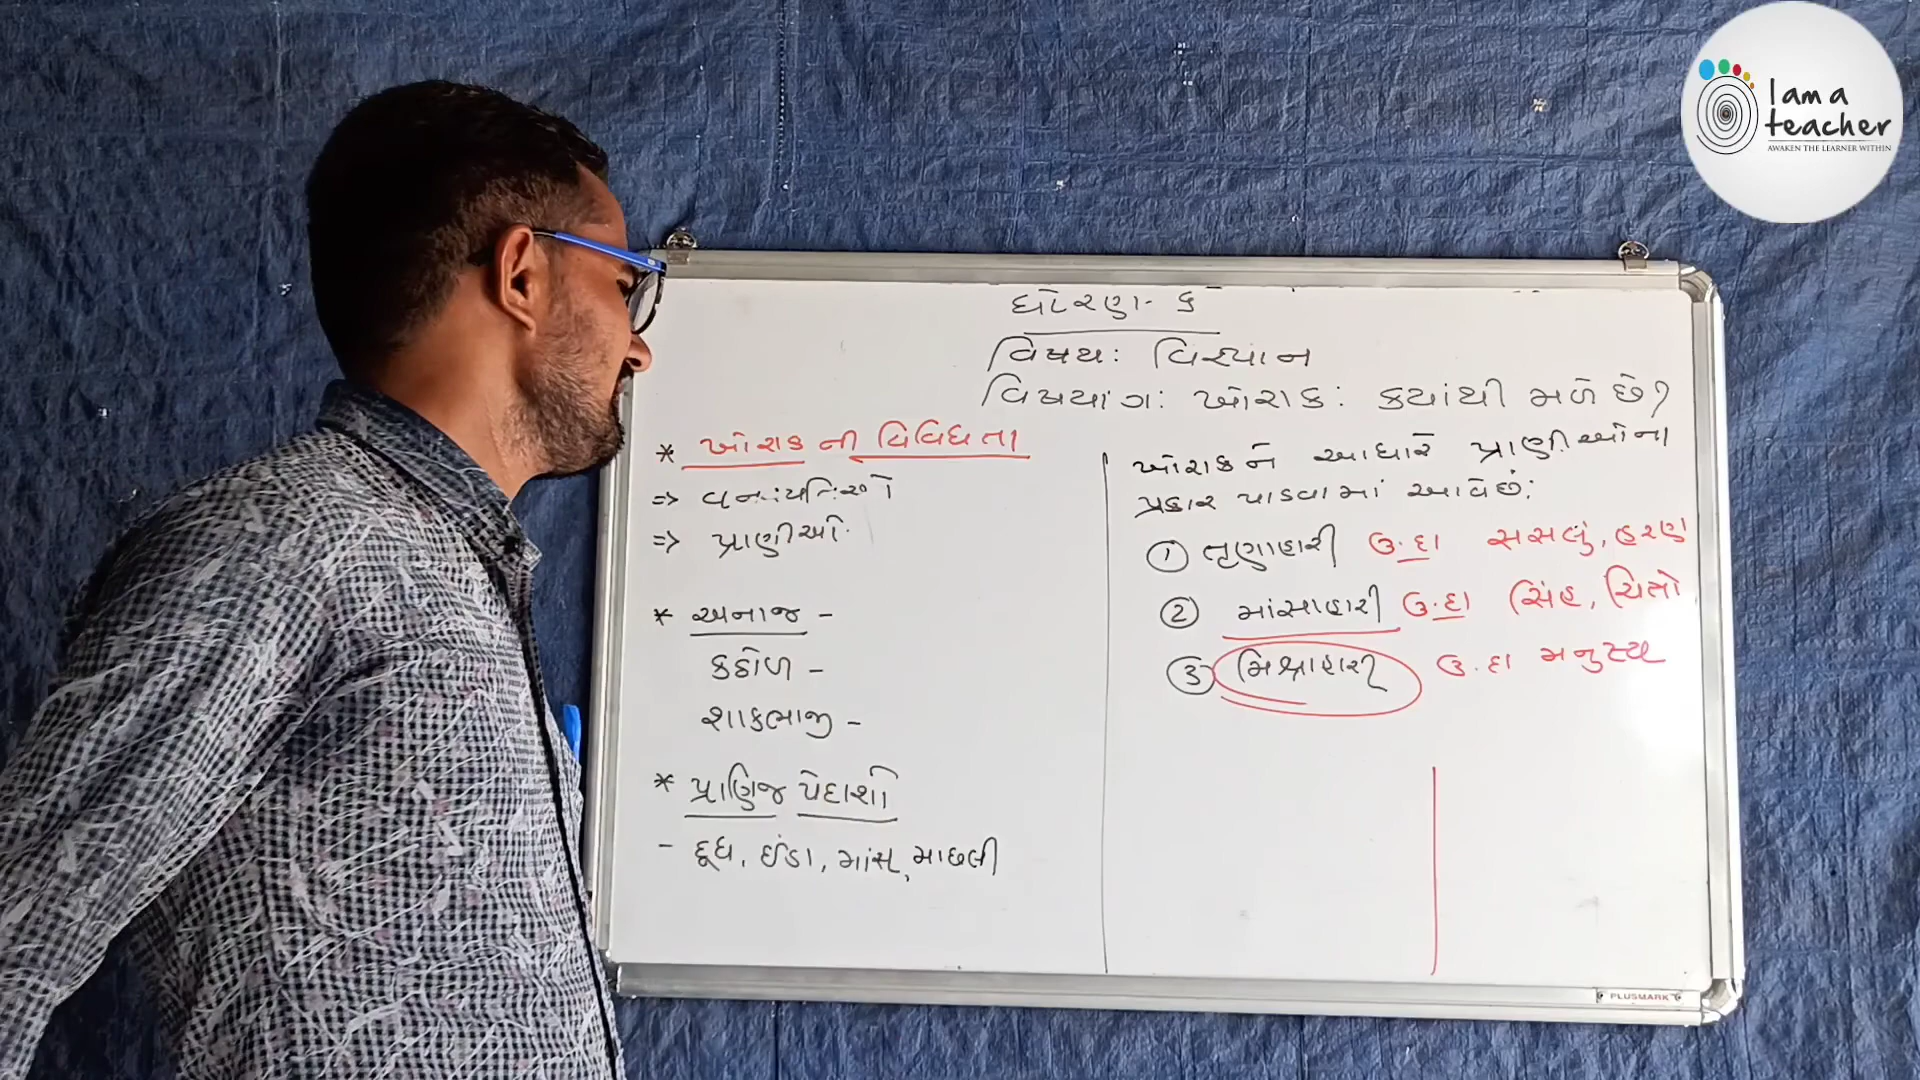 ધોરણ - ૬
વિષય: વિજ્ઞાન
વિષયાંગ: ખોરાક: ક્યાંથી મળે છે?
* ખોરાક ની વિવિધતા
=> વનસ્પતિઓ
=> પ્રાણીઓ
* અનાજ -
કઠોળ -
શાકભાજી -
* પ્રાણિજ પેદાશો
- દૂધ, ઈંડા, માંસ, માછલી
ખોરાકને આધારે પ્રાણીઓના
પ્રકાર પાડવામાં આવે છે:
① તૃણાહારી ઉ.દા સસલું, હરણ
② માંસાહારી ઉ.દા સિંહ, ચિત્તો
③ મિશ્રાહારી ઉ.દા મનુષ્ય
I am a
teacher
AWAKEN THE LEARNER WITHIN
PLUSMARK